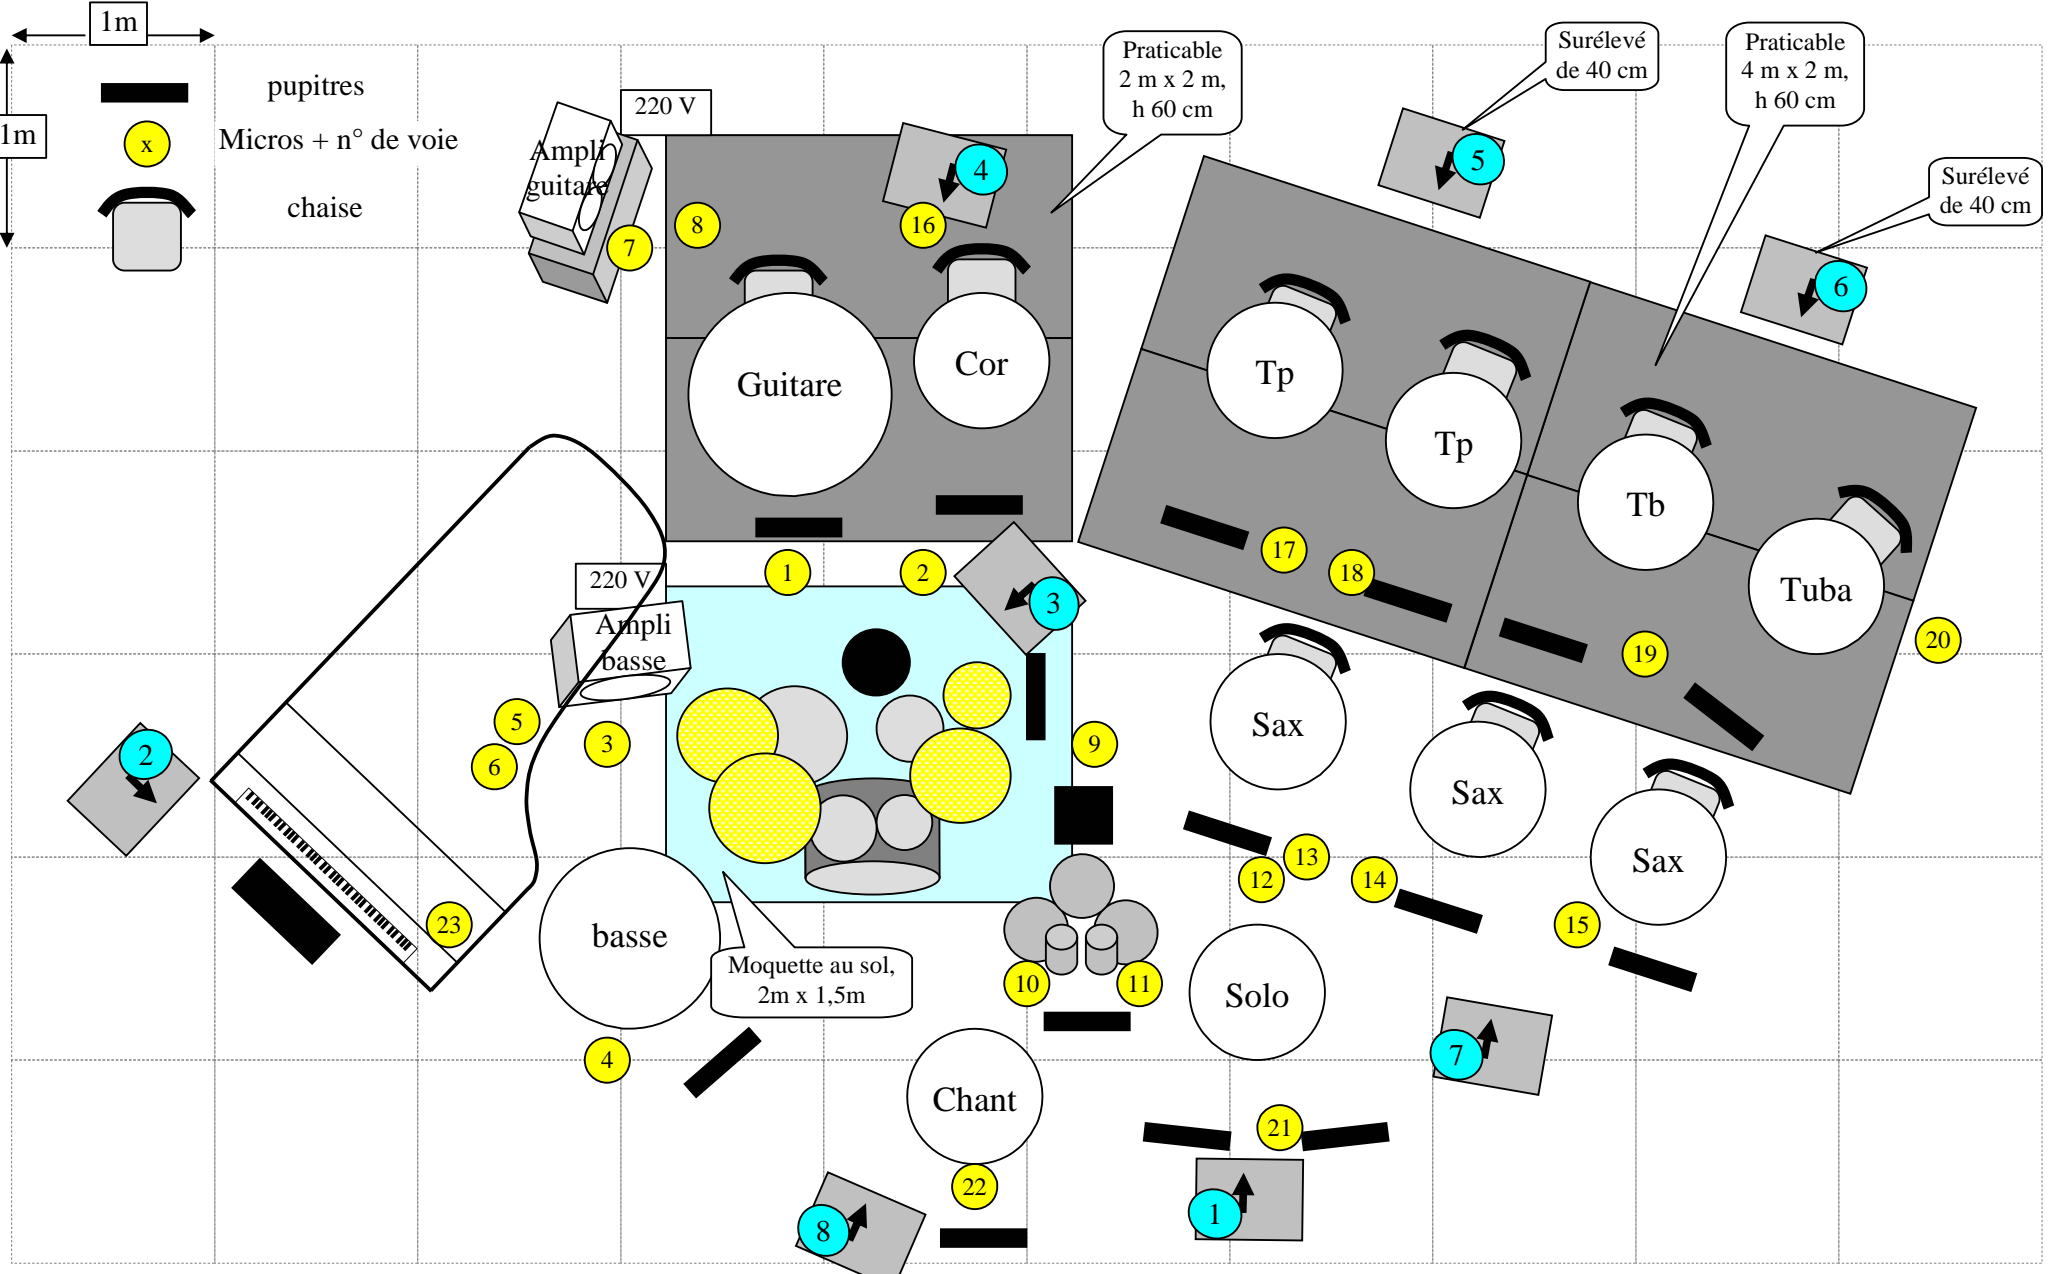 1m
1m
pupitres
x
Micros + n° de voie
chaise
220 V
Ampli
guitare
7
8
16
4
Praticable
2 m x 2 m,
h 60 cm
Surélevé
de 40 cm
5
Praticable
4 m x 2 m,
h 60 cm
Surélevé
de 40 cm
6
Guitare
Cor
Tp
Tp
Tb
Tuba
1
2
3
17
18
19
20
220 V
Ampli
basse
5
6
3
2
9
Sax
Sax
Sax
12
13
14
15
23
basse
Moquette au sol,
2m x 1,5m
10
11
Solo
4
Chant
7
21
22
8
1